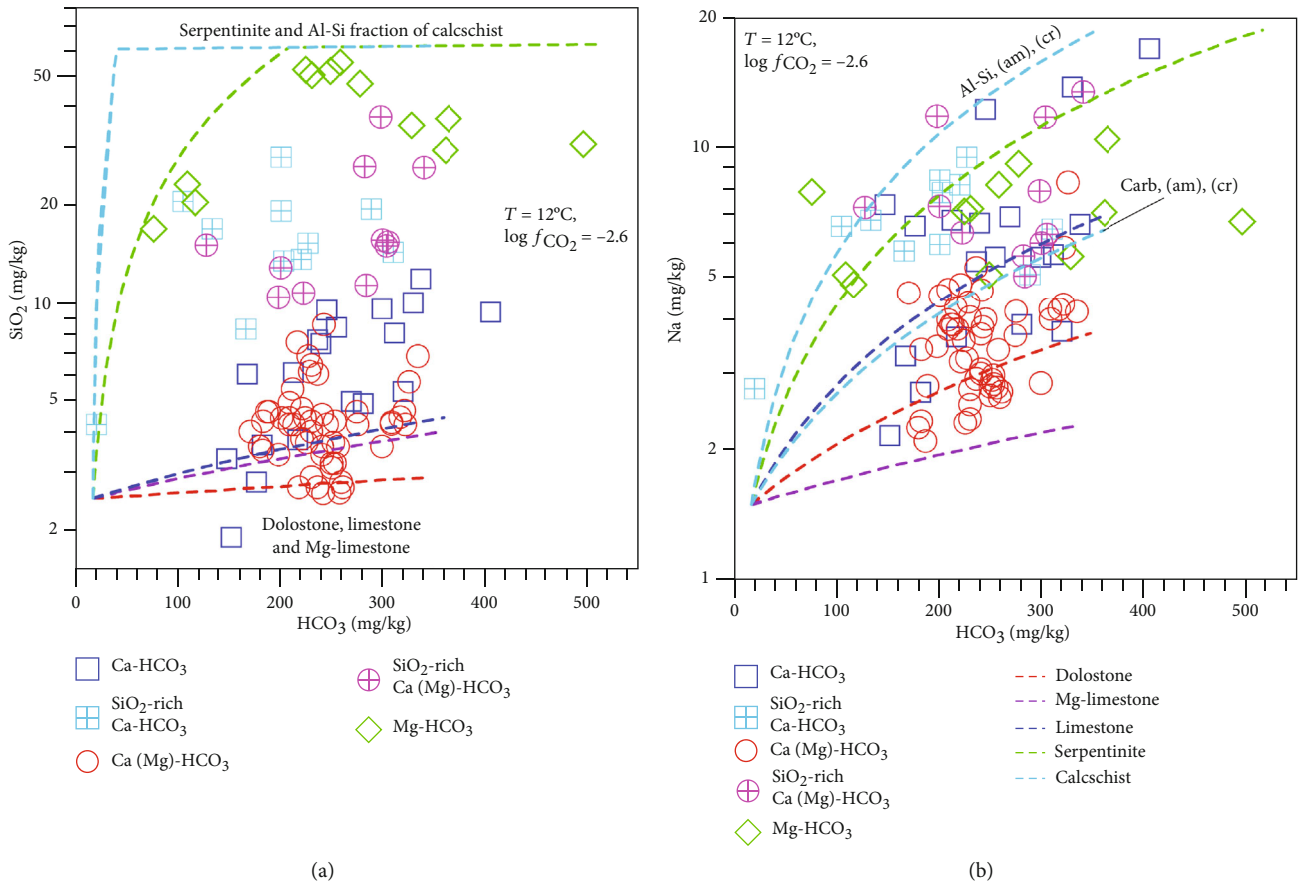 Serpentinite and Al-Si fraction of calcschist
T = 12°C,
log fCO2 = –2.6
Dolostone, limestone
and Mg-limestone
SiO2 (mg/kg)
50
20
10
5
2
0 100 200 300 400 500
HCO3 (mg/kg)
Ca-HCO3
SiO2-rich
Ca-HCO3
Ca (Mg)-HCO3
SiO2-rich
Ca (Mg)-HCO3
Mg-HCO3
(a)
T = 12°C,
log fCO2 = –2.6
Al-Si, (am), (cr)
Carb, (am), (cr)
Na (mg/kg)
20
10
5
2
1
0 100 200 300 400 500
HCO3 (mg/kg)
Ca-HCO3
SiO2-rich
Ca-HCO3
Ca (Mg)-HCO3
SiO2-rich
Ca (Mg)-HCO3
Mg-HCO3
Dolostone
Mg-limestone
Limestone
Serpentinite
Calcschist
(b)